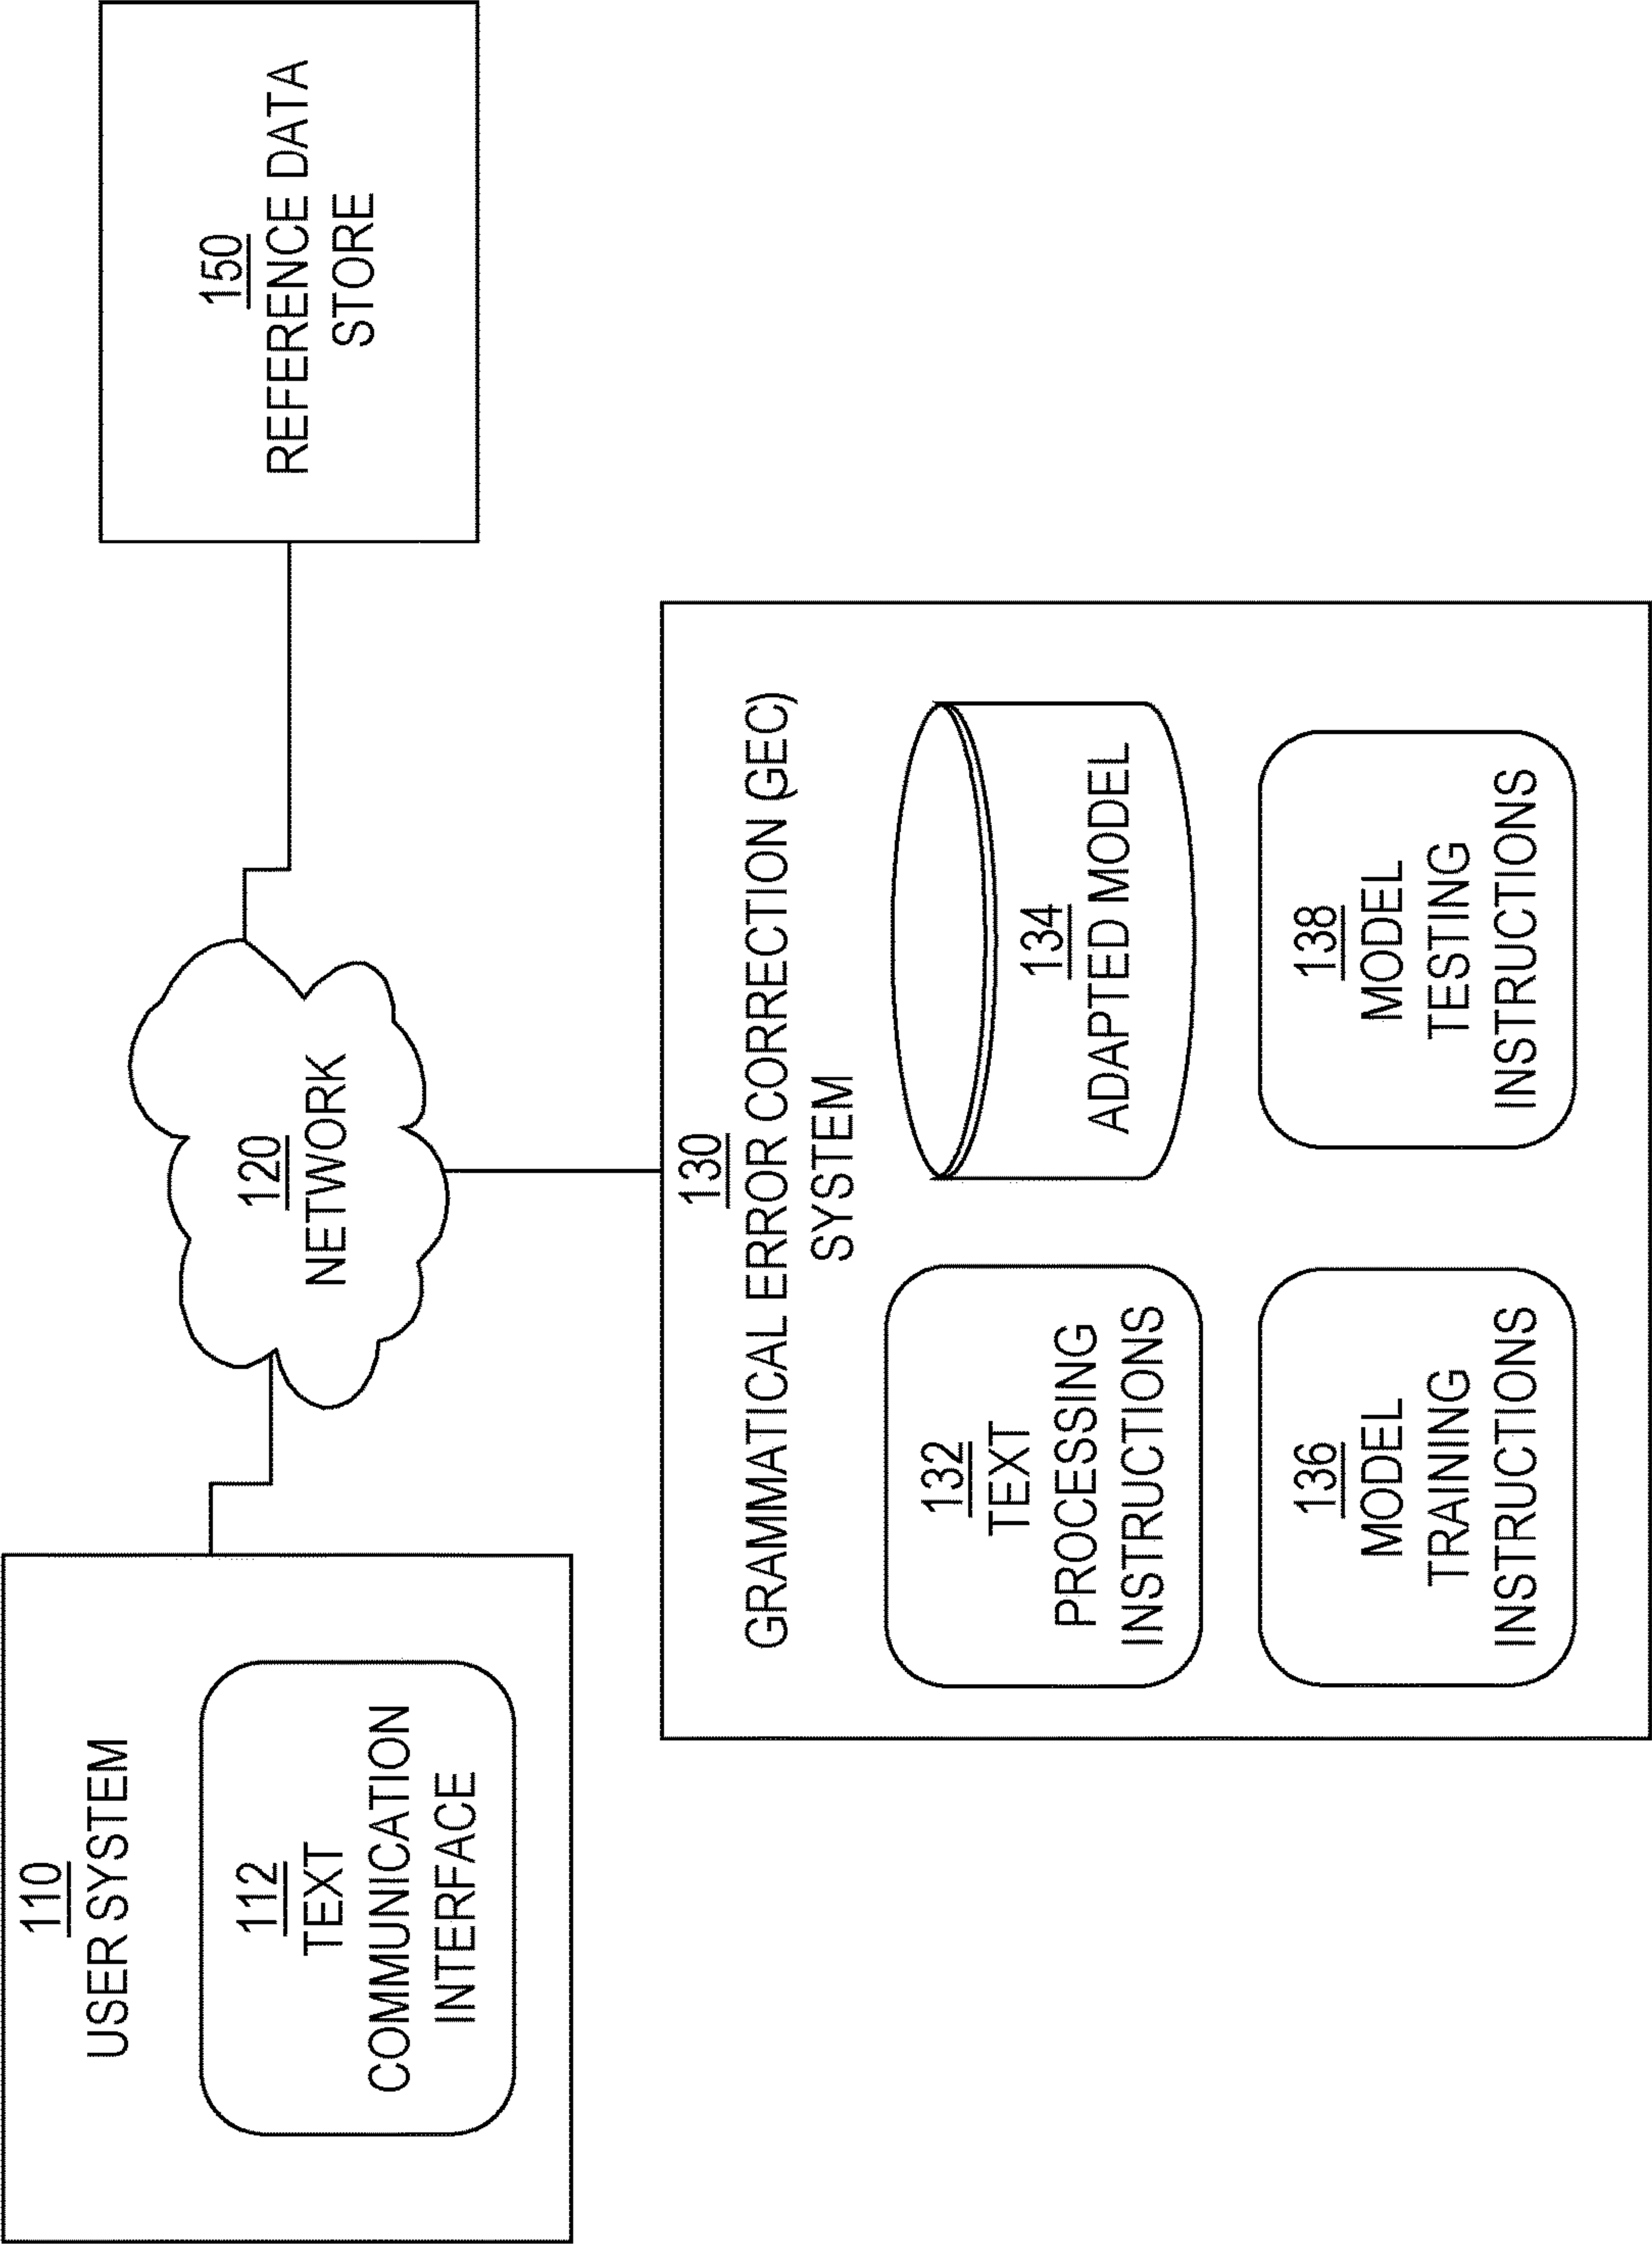 110
USER SYSTEM
112
TEXT
COMMUNICATION
INTERFACE
120
NETWORK
150
REFERENCE DATA
STORE
130
GRAMMATICAL ERROR CORRECTION (GEC)
SYSTEM
132
TEXT
PROCESSING
INSTRUCTIONS
134
ADAPTED MODEL
136
MODEL
TRAINING
INSTRUCTIONS
138
MODEL
TESTING
INSTRUCTIONS